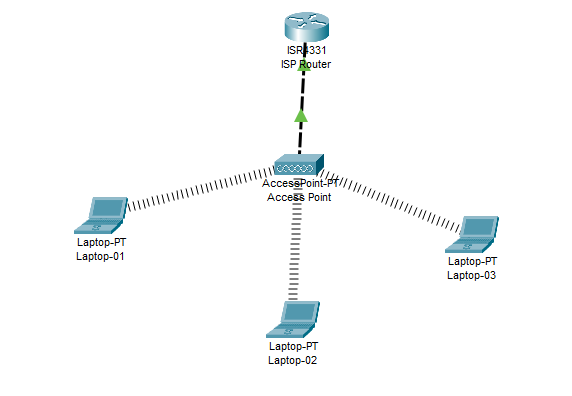 ISR4331
ISP Router
AccessPoint-PT
Access Point
Laptop-PT
Laptop-01
Laptop-PT
Laptop-03
Laptop-PT
Laptop-02